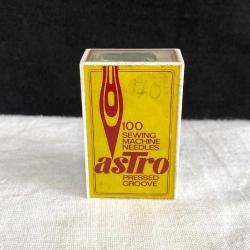 100
SEWING
MACHINE
NEEDLES
asTro
PRESSED
GROOVE